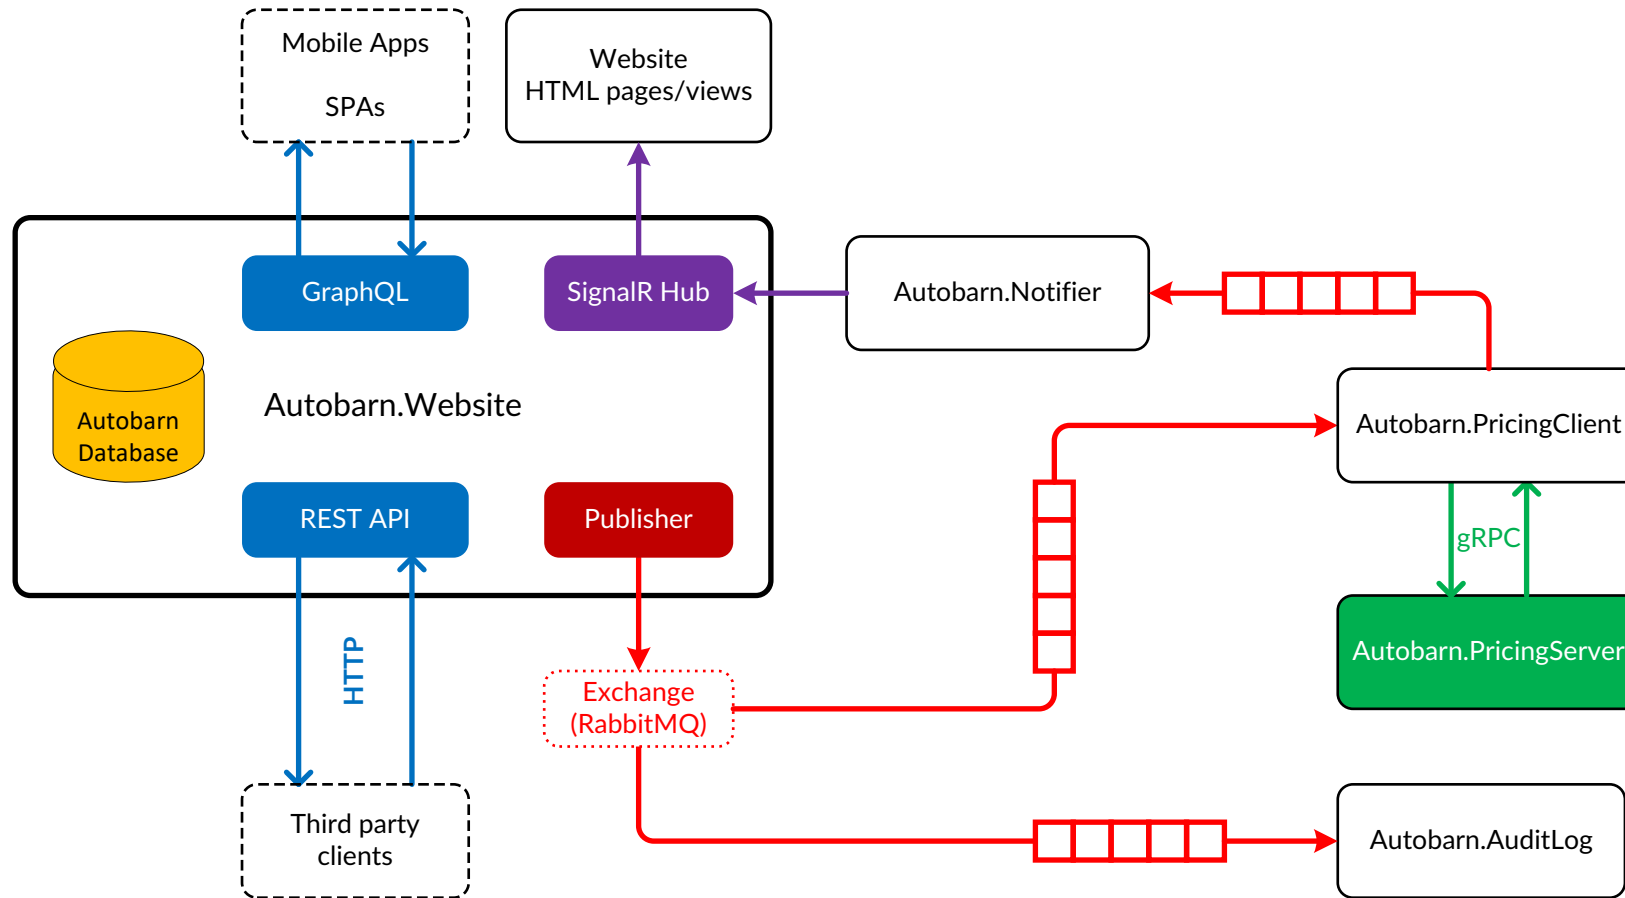 Mobile Apps
SPAs
Website
HTML pages/views
GraphQL
SignalR Hub
Autobarn.Notifier
Autobarn
Database
Autobarn.Website
Autobarn.PricingClient
REST API
Publisher
gRPC
HTTP
Autobarn.PricingServer
Exchange
(RabbitMQ)
Third party
clients
Autobarn.AuditLog